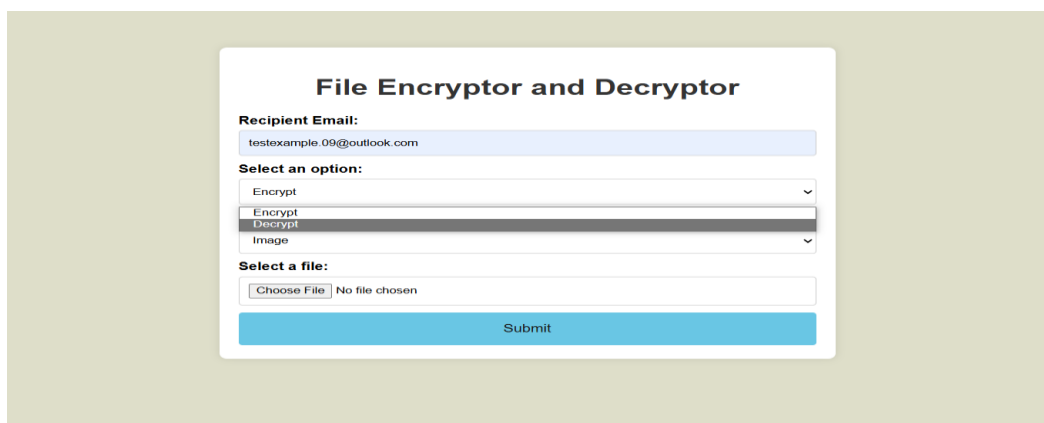 File Encryptor and Decryptor
Recipient Email:
testexample.09@outlook.com
Select an option:
Encrypt
Encrypt
Decrypt
Image
Select a file:
Choose File No file chosen
Submit